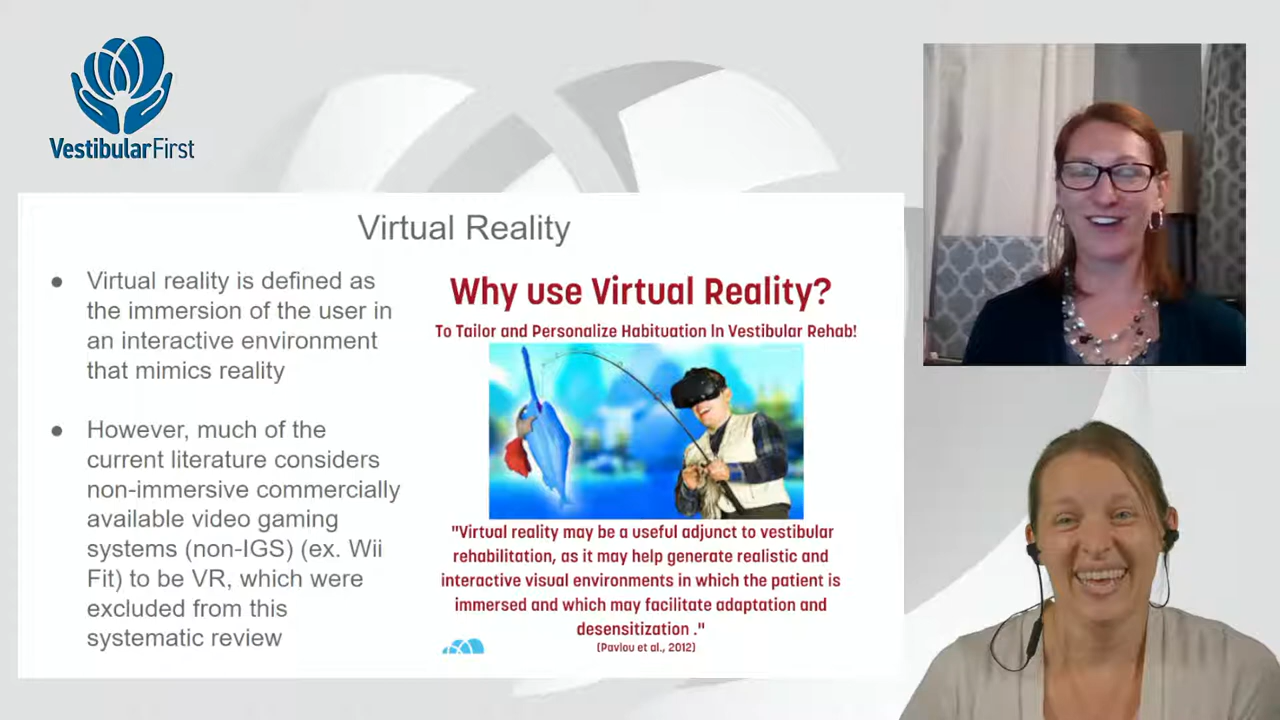 VestibularFirst
Virtual Reality
● Virtual reality is defined as
the immersion of the user in
an interactive environment
that mimics reality
● However, much of the
current literature considers
non-immersive commercially
available video gaming
systems (non-IGS) (ex. Wii
Fit) to be VR, which were
excluded from this
systematic review
Why use Virtual Reality?
To Tailor and Personalize Habituation In Vestibular Rehab!
"Virtual reality may be a useful adjunct to vestibular
rehabilitation, as it may help generate realistic and
interactive visual environments in which the patient is
immersed and which may facilitate adaptation and
desensitization ."
(Pavlou et al., 2012)